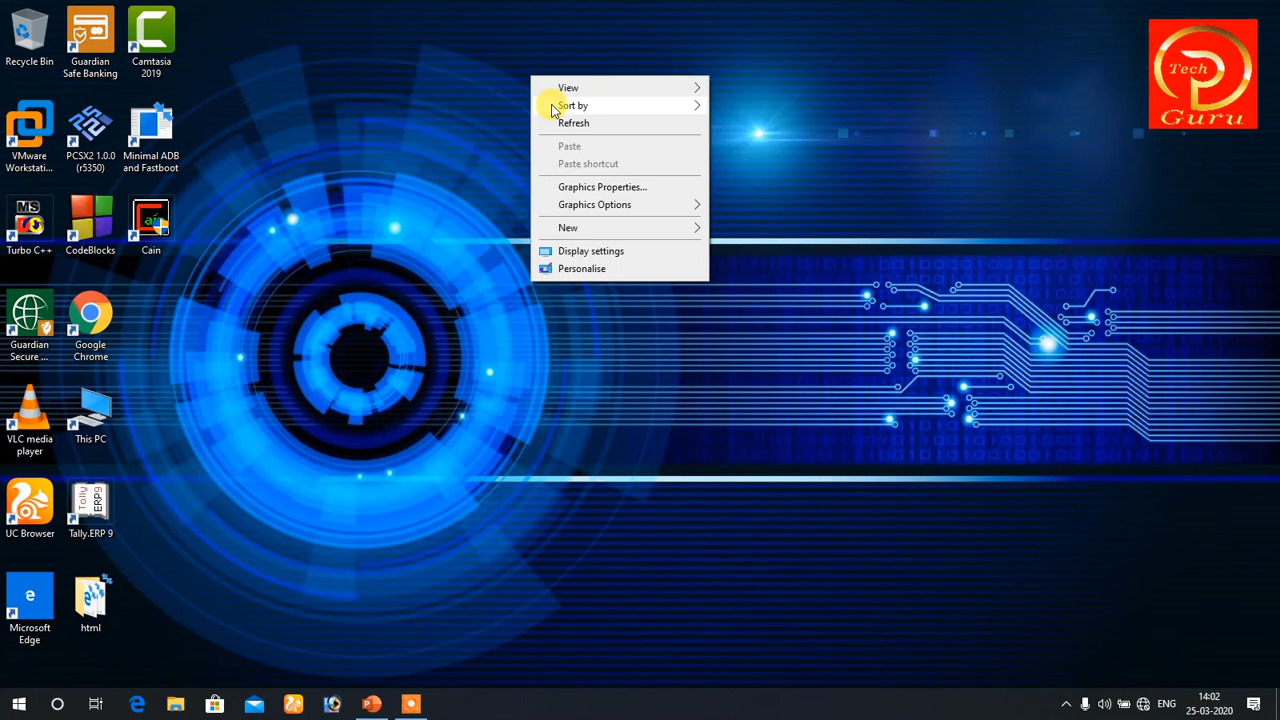 Recycle Bin
Guardian
Safe Banking
Camtasia
2019
VMware
Workstati...
PCSX2 1.0.0
(r5350)
Minimal ADB
and Fastboot
MS
Turbo C++
CodeBlocks
Cain
Guardian
Secure ...
Google
Chrome
VLC media
player
This PC
UC Browser
Tally
ERP9
Tally.ERP 9
Microsoft
Edge
html
View
Sort by
Refresh
Paste
Paste shortcut
Graphics Properties...
Graphics Options
New
Display settings
Personalise
Tech
Guru
ENG
14:02
25-03-2020